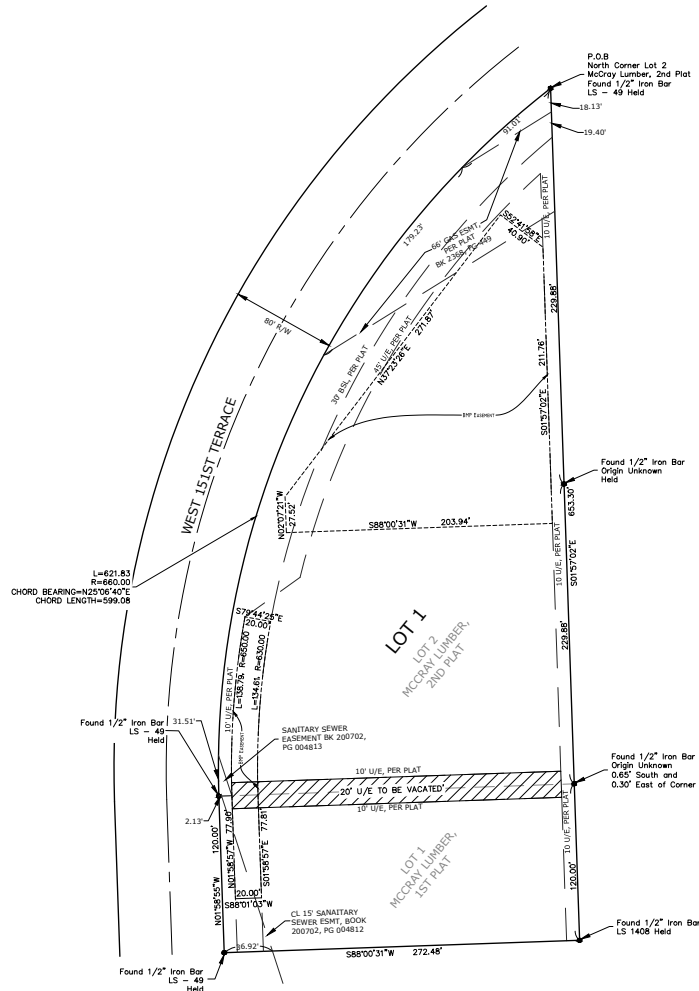 P.O.B
North Corner Lot 2
McCray Lumber, 2nd Plat
Found 1/2" Iron Bar
LS - 49 Held
18.13'
19.40'
91.01'
179.23'
66' GAS ESMT,
PER PLAT
BK 2368, PG 449
S52°41'58"E
40.90'
10 U/E, PER PLAT
229.88'
80' R/W
45' U/E, PER PLAT
N37°23'26"E
271.87'
30' BSL, PER PLAT
211.76'
S01°57'02"E
BMP EASEMENT
WEST 151ST TERRACE
Found 1/2" Iron Bar
Origin Unknown
Held
N02°07'21"W
27.52'
S88°00'31"W 203.94'
653.30'
S01°57'02"E
10 U/E, PER PLAT
L=621.83
R=660.00
CHORD BEARING=N25°06'40"E
CHORD LENGTH=599.08
S79°44'25"E
20.00'
LOT 1
LOT 2
MCCRAY LUMBER,
2ND PLAT
229.88'
10' U/E, PER PLAT
L=138.79, R=650.00
L=134.61, R=630.00
Found 1/2" Iron Bar
LS - 49
Held
31.51'
SANITARY SEWER
EASEMENT BK 200702,
PG 004813
BMP EASEMENT
10' U/E, PER PLAT
20' U/E TO BE VACATED'
10' U/E, PER PLAT
Found 1/2" Iron Bar
Origin Unknown
0.65' South and
0.30' East of Corner
2.13'
120.00'
N01°58'55"W
N01°58'57"W 77.90'
S01°58'57"E 77.81'
LOT 1
MCCRAY LUMBER,
1ST PLAT
10 U/E, PER PLAT
120.00'
20.00'
S88°01'03"W
CL 15' SANAITARY
SEWER ESMT, BOOK
200702, PG 004812
36.92'
S88°00'31"W 272.48'
Found 1/2" Iron Bar
LS 1408 Held
Found 1/2" Iron Bar
LS - 49
Held